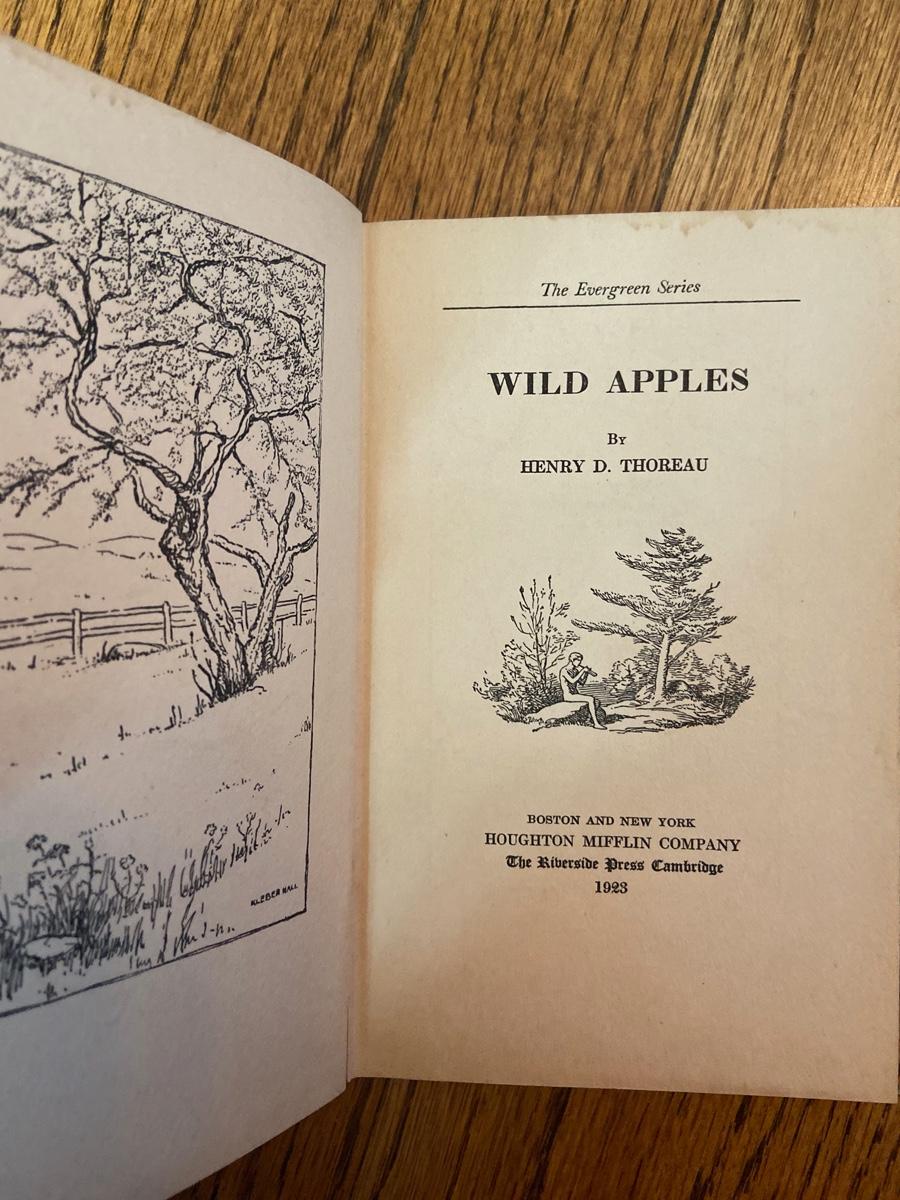 KLEBER HALL
The Evergreen Series
WILD APPLES
By
HENRY D. THOREAU
BOSTON AND NEW YORK
HOUGHTON MIFFLIN COMPANY
The Riverside Press Cambridge
1923